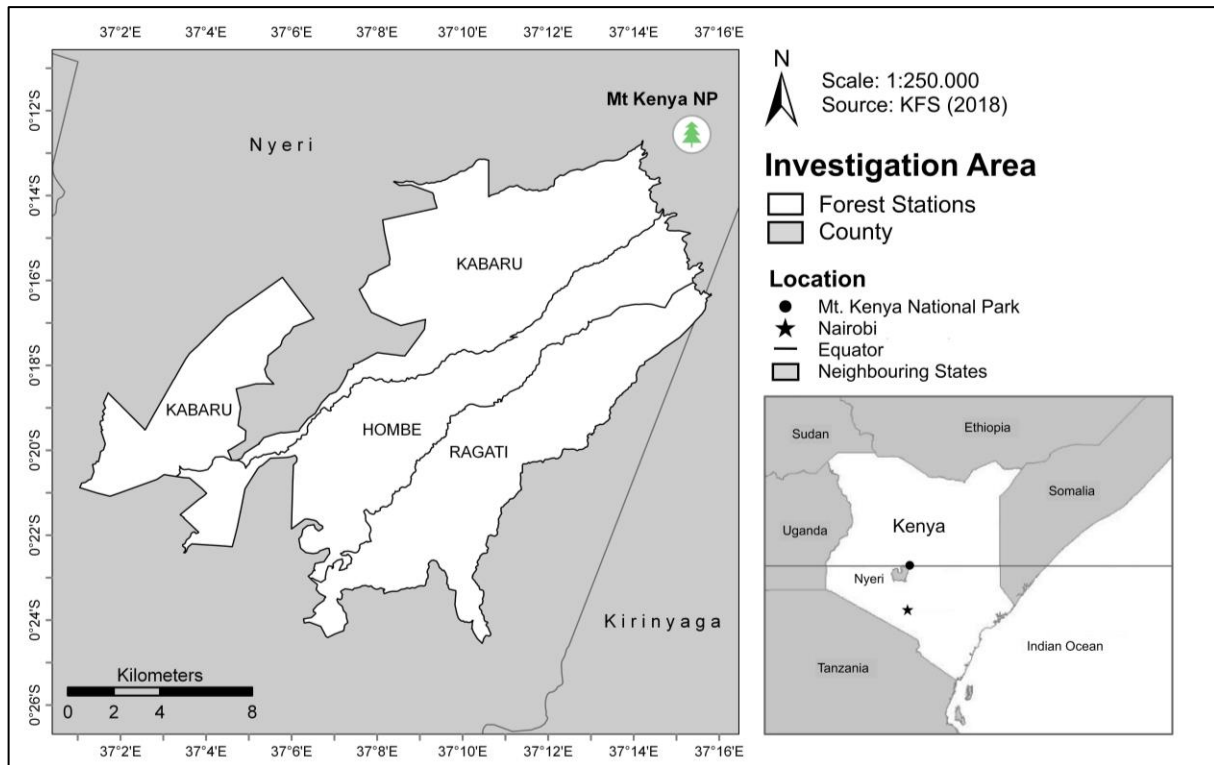 37°2'E 37°4'E 37°6'E 37°8'E 37°10'E 37°12'E 37°14'E 37°16'E
0°12'S
0°14'S
0°16'S
0°18'S
0°20'S
0°22'S
0°24'S
0°26'S
Mt Kenya NP
Nyeri
KABARU
KABARU
HOMBE
RAGATI
Kirinyaga
Kilometers
0 2 4 8
37°2'E 37°4'E 37°6'E 37°8'E 37°10'E 37°12'E 37°14'E 37°16'E
N
Scale: 1:250.000
Source: KFS (2018)
Investigation Area
Forest Stations
County
Location
Mt. Kenya National Park
Nairobi
Equator
Neighbouring States
Sudan
Ethiopia
Somalia
Uganda
Kenya
Nyeri
Indian Ocean
Tanzania